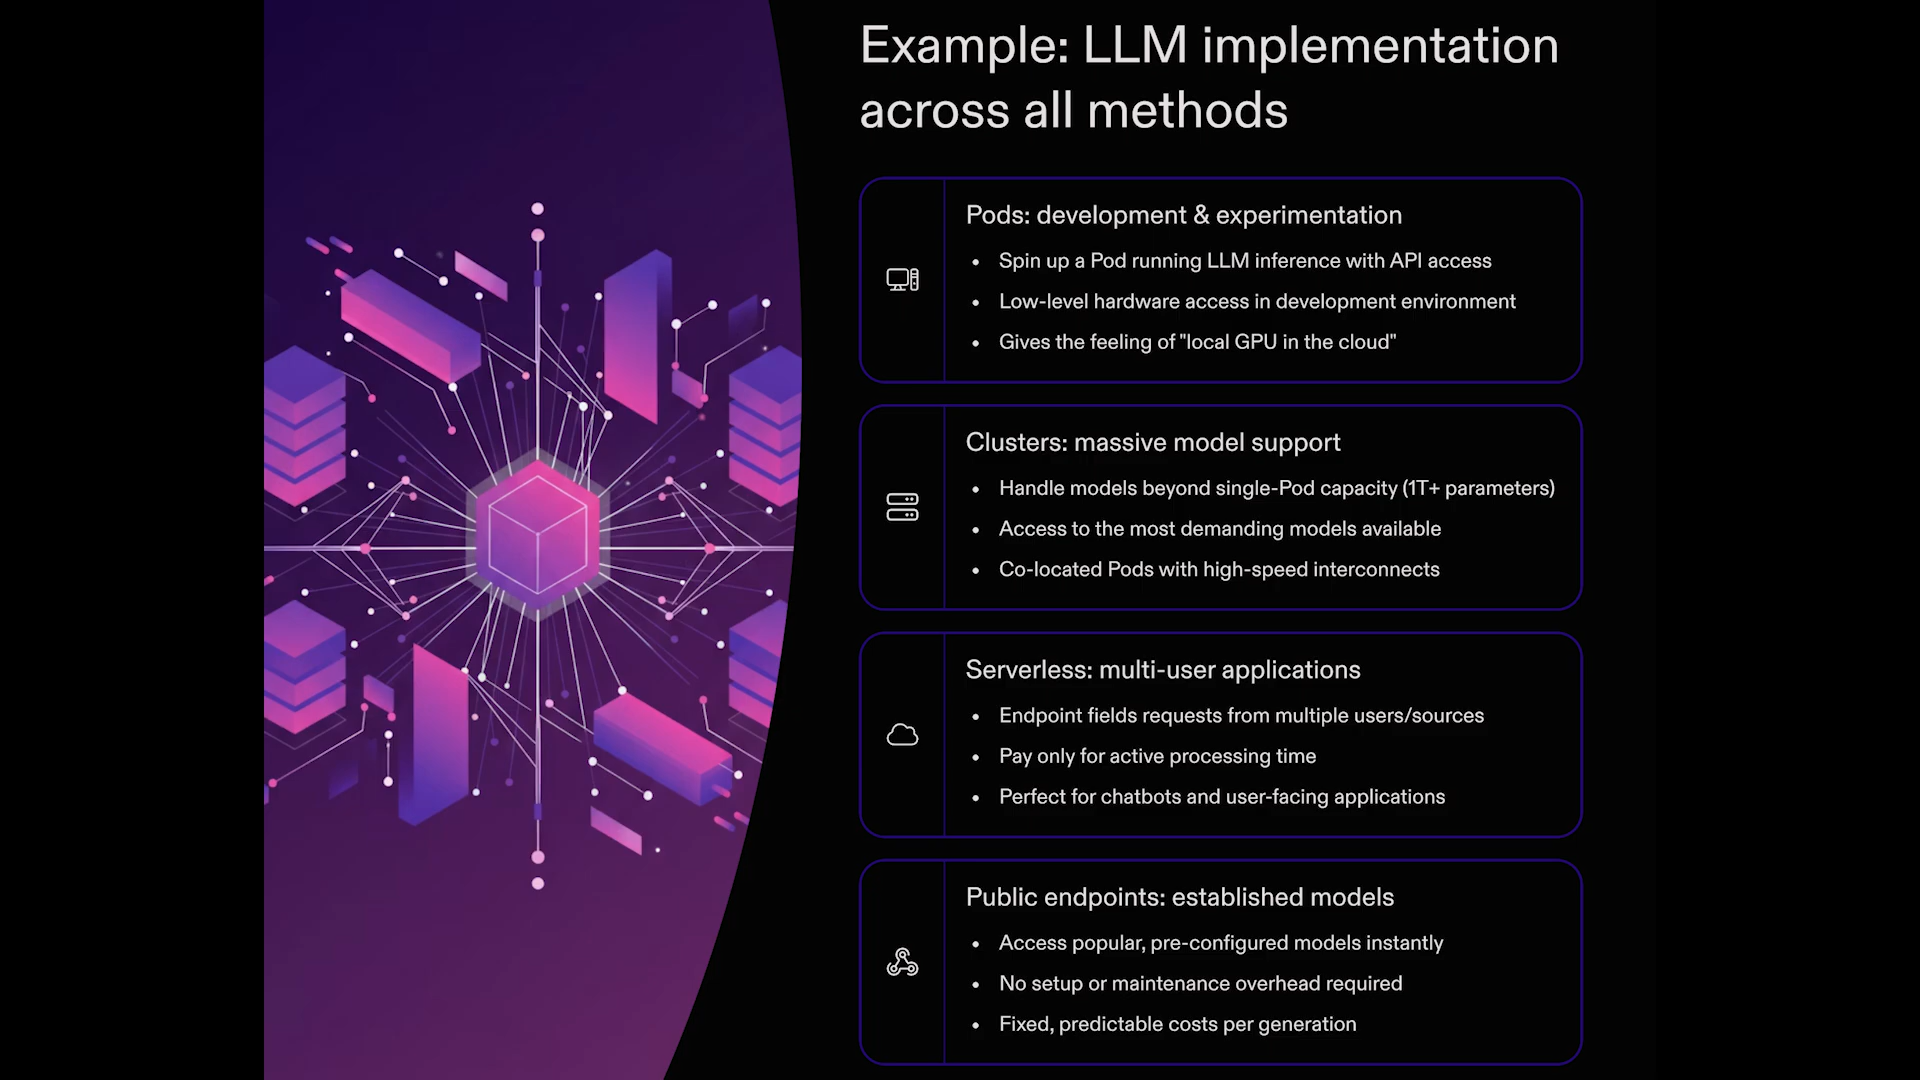 Example: LLM implementation
across all methods
Pods: development & experimentation
• Spin up a Pod running LLM inference with API access
• Low-level hardware access in development environment
• Gives the feeling of "local GPU in the cloud"
Clusters: massive model support
• Handle models beyond single-Pod capacity (1T+ parameters)
• Access to the most demanding models available
• Co-located Pods with high-speed interconnects
Serverless: multi-user applications
• Endpoint fields requests from multiple users/sources
• Pay only for active processing time
• Perfect for chatbots and user-facing applications
Public endpoints: established models
• Access popular, pre-configured models instantly
• No setup or maintenance overhead required
• Fixed, predictable costs per generation